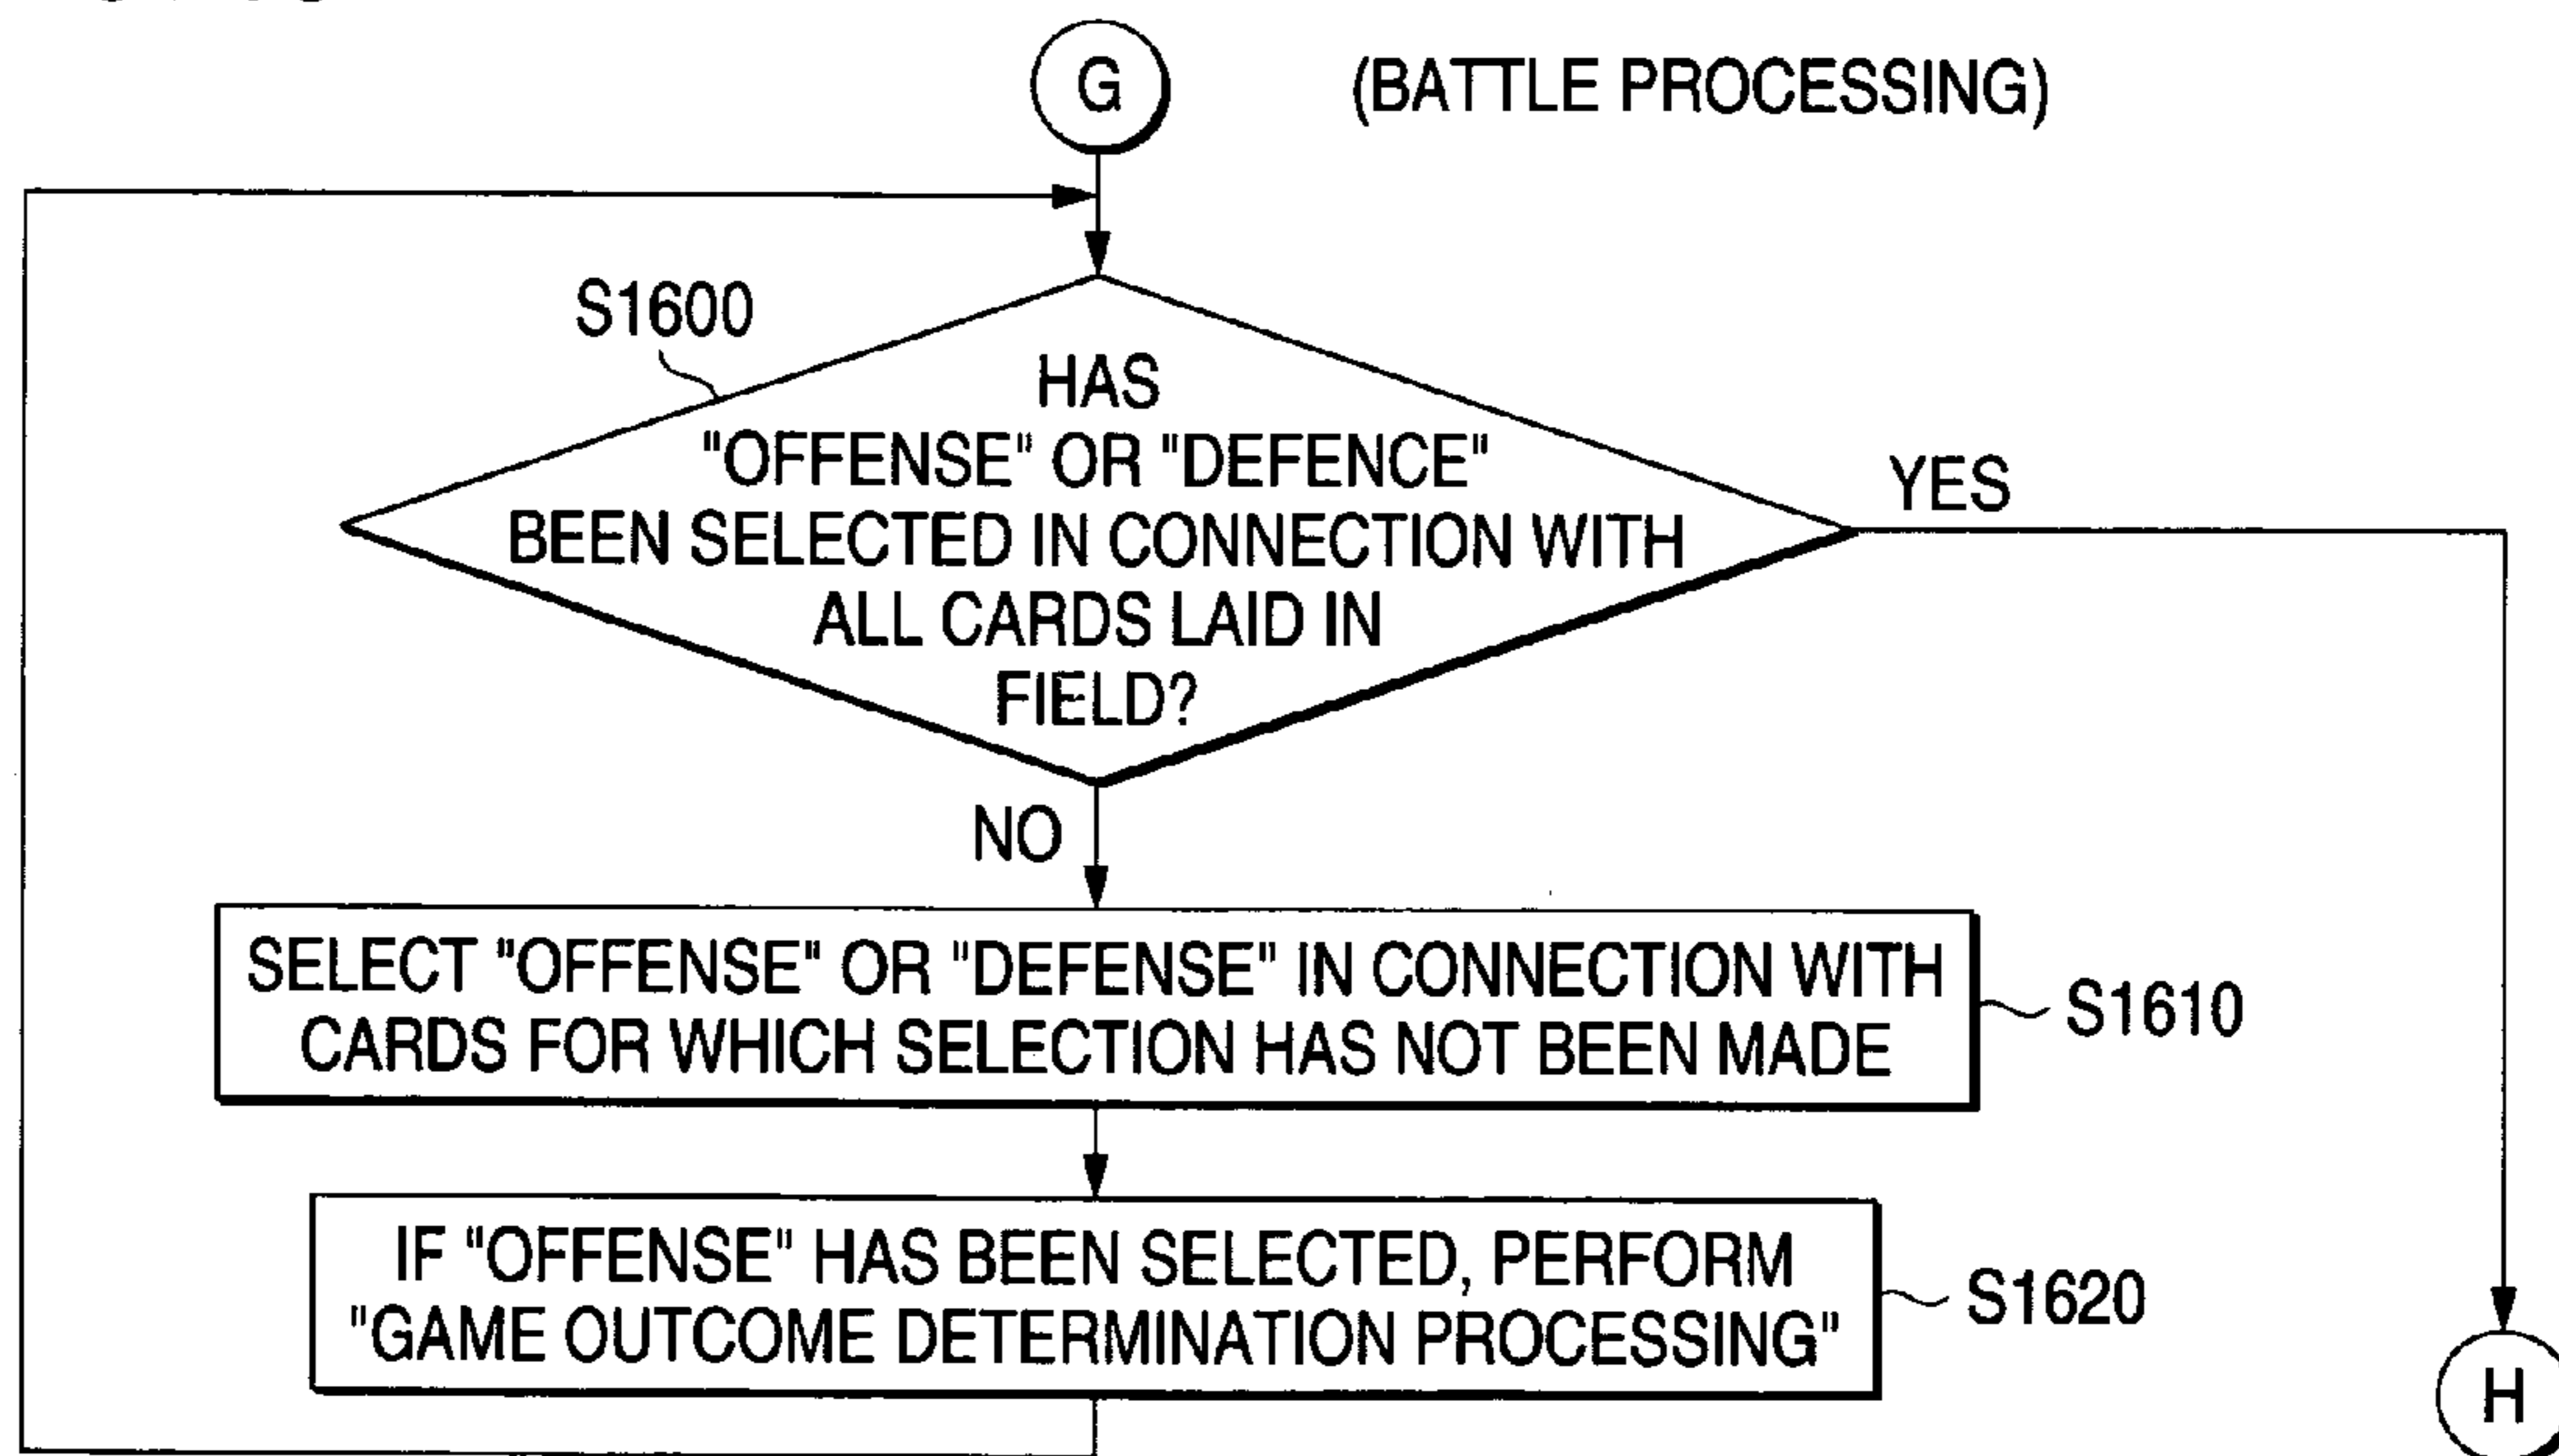 G
(BATTLE PROCESSING)
S1600
HAS
"OFFENSE" OR "DEFENCE"
BEEN SELECTED IN CONNECTION WITH
ALL CARDS LAID IN
FIELD?
YES
NO
SELECT "OFFENSE" OR "DEFENSE" IN CONNECTION WITH
CARDS FOR WHICH SELECTION HAS NOT BEEN MADE
S1610
IF "OFFENSE" HAS BEEN SELECTED, PERFORM
"GAME OUTCOME DETERMINATION PROCESSING"
S1620
H